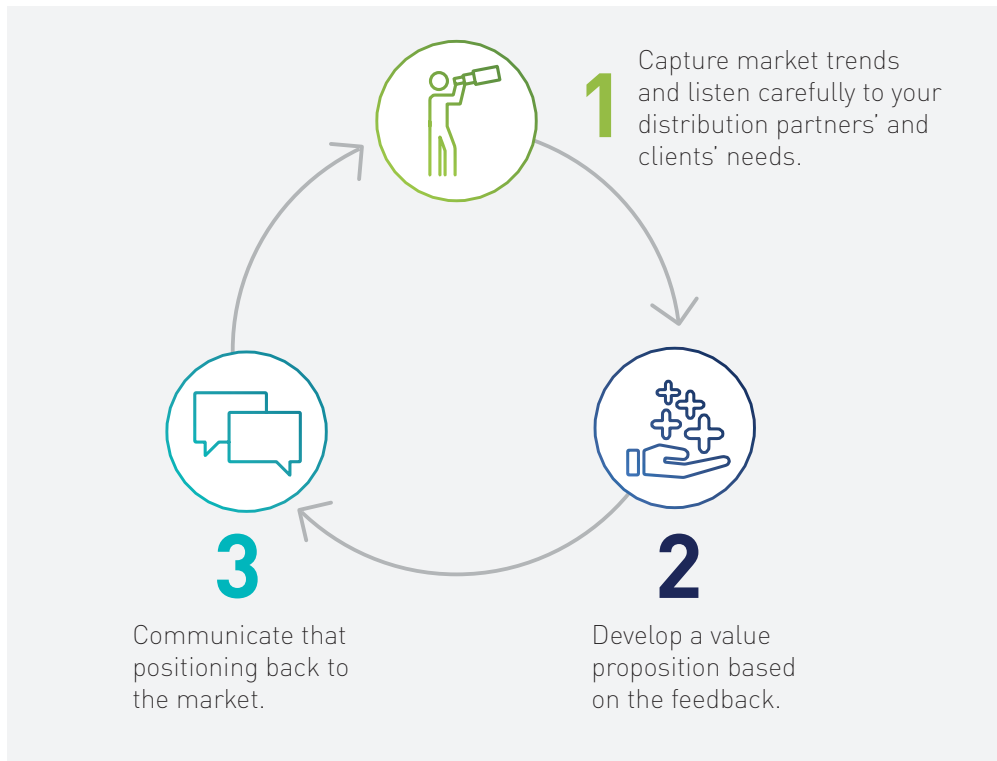 1
Capture market trends
and listen carefully to your
distribution partners’ and
clients’ needs.
2
Develop a value
proposition based
on the feedback.
3
Communicate that
positioning back to
the market.